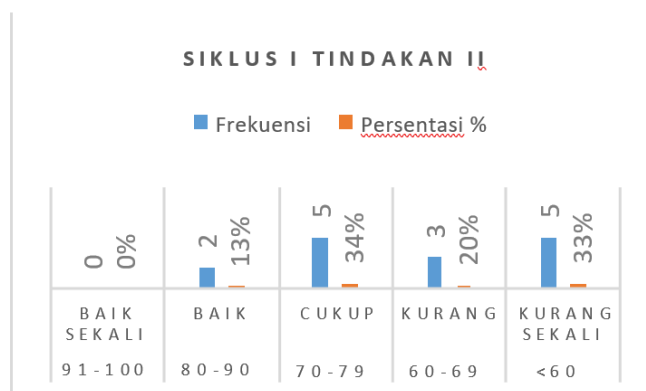 SIKLUS I TINDAKAN II
Frekuensi Persentasi %
0 0% 2 13% 5 34% 3 20% 5 33%
BAIK SEKALI BAIK CUKUP KURANG KURANG SEKALI
91-100 80-90 70-79 60-69 <60